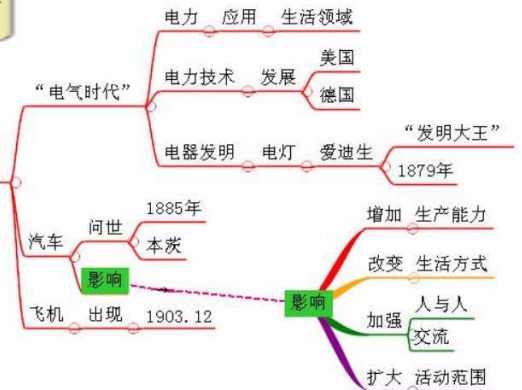 电力 应用 生活领域
电力技术 发展 美国
德国
“电气时代”
电器发明 电灯 爱迪生 “发明大王”
1879年
汽车 问世 1885年
本茨
影响
飞机 出现 1903.12
影响
增加 生产能力
改变 生活方式
加强 人与人
交流
扩大 活动范围